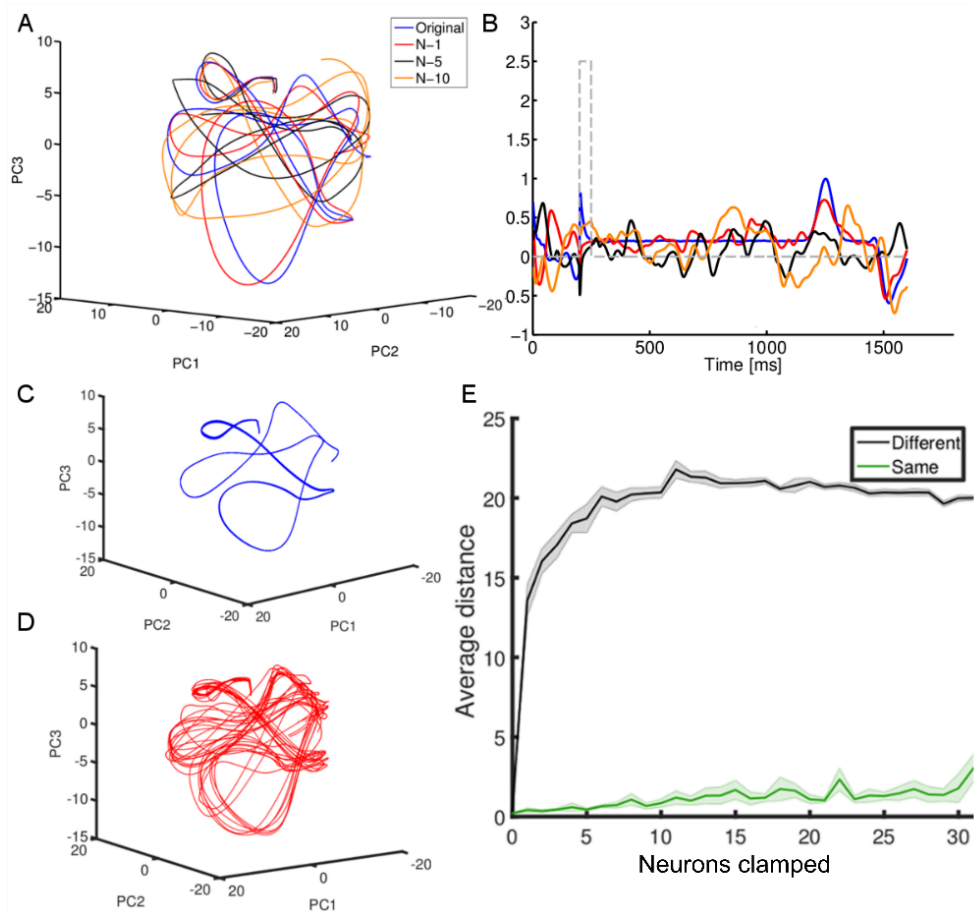 A
Original
N-1
N-5
N-10
10
5
0
-5
-10
-15
PC3
20
10
0
-10
-20
PC1
20
10
0
-10
-20
PC2
B
3
2.5
2
1.5
1
0.5
0
-0.5
-1
0
500
1000
1500
Time [ms]
C
10
5
0
-5
-10
-15
PC3
20
0
-20
PC2
20
0
-20
PC1
D
10
5
0
-5
-10
-15
PC3
20
0
-20
PC2
20
0
-20
PC1
E
Different
Same
25
20
15
10
5
0
Average distance
0
5
10
15
20
25
30
Neurons clamped